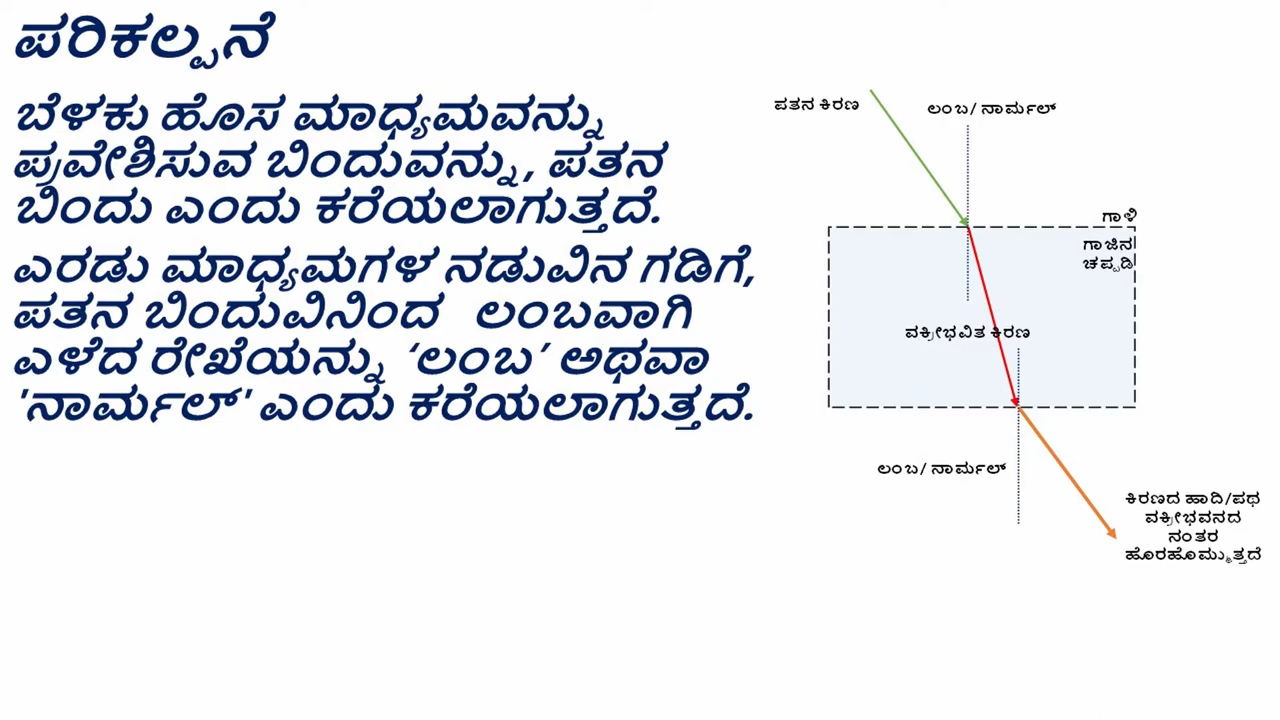 ಪರಿಕಲ್ಪನೆ
ಬೆಳಕು ಹೊಸ ಮಾಧ್ಯಮವನ್ನು
ಪ್ರವೇಶಿಸುವ ಬಿಂದುವನ್ನು, ಪತನ
ಬಿಂದು ಎಂದು ಕರೆಯಲಾಗುತ್ತದೆ.
ಎರಡು ಮಾಧ್ಯಮಗಳ ನಡುವಿನ ಗಡಿಗೆ,
ಪತನ ಬಿಂದುವಿನಿಂದ ಲಂಬವಾಗಿ
ಎಳೆದ ರೇಖೆಯನ್ನು ‘ಲಂಬ’ ಅಥವಾ
'ನಾರ್ಮಲ್' ಎಂದು ಕರೆಯಲಾಗುತ್ತದೆ.
ಪತನ ಕಿರಣ
ಲಂಬ/ ನಾರ್ಮಲ್
ಗಾಳಿ
ಗಾಜಿನ
ಚಪ್ಪಡಿ
ವಕ್ರೀಭವಿತ ಕಿರಣ
ಲಂಬ/ ನಾರ್ಮಲ್
ಕಿರಣದ ಹಾದಿ/ಪಥ
ವಕ್ರೀಭವನದ
ನಂತರ
ಹೊರಹೊಮ್ಮುತ್ತದೆ